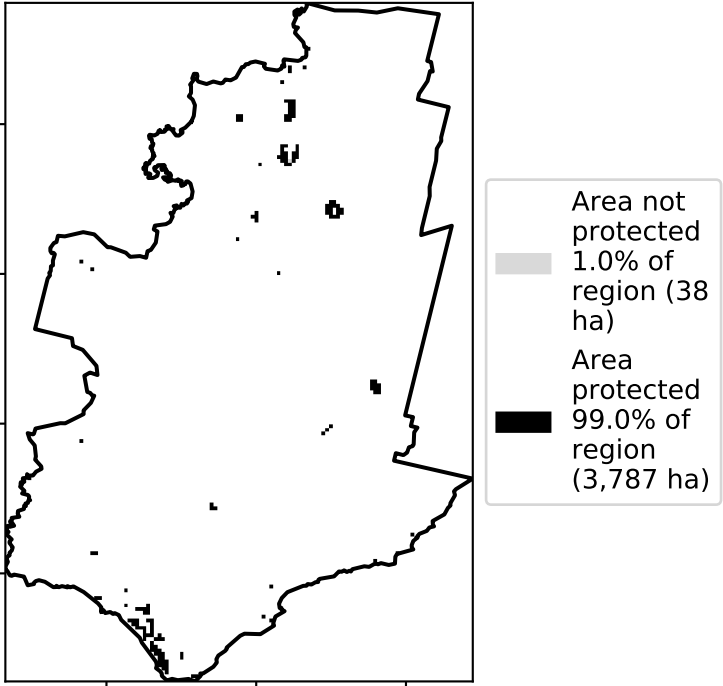 Area not
protected
1.0% of
region (38
ha)
Area
protected
99.0% of
region
(3,787 ha)